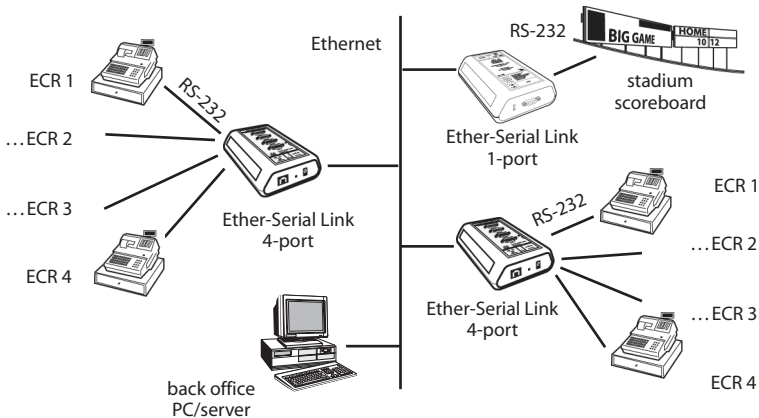 Ethernet
ECR 1
RS-232
…ECR 2
…ECR 3
ECR 4
Ether-Serial Link
4-port
back office
PC/server
RS-232
BIG GAME
HOME
10 12
stadium
scoreboard
Ether-Serial Link
1-port
RS-232
ECR 1
…ECR 2
…ECR 3
ECR 4
Ether-Serial Link
4-port